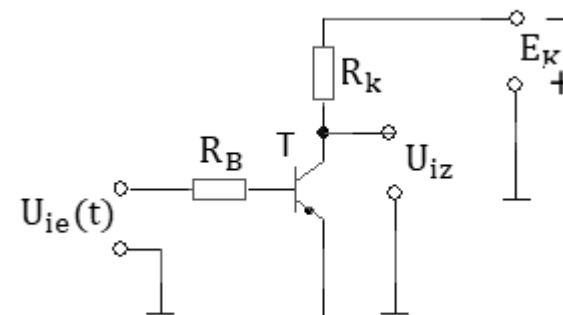 −
E_K
+
R_k
R_B
T
U_iz
U_ie(t)